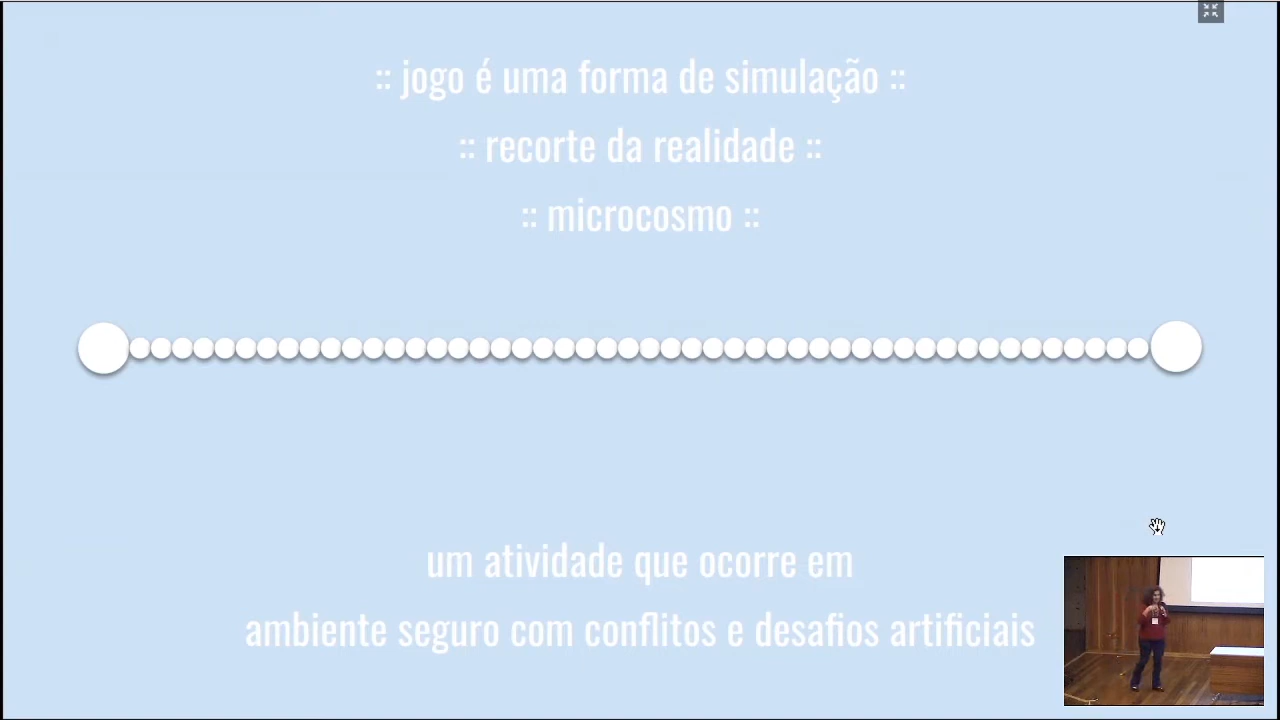 :: jogo é uma forma de simulação ::
:: recorte da realidade ::
:: microcosmo ::
um atividade que ocorre em
ambiente seguro com conflitos e desafios artificiais